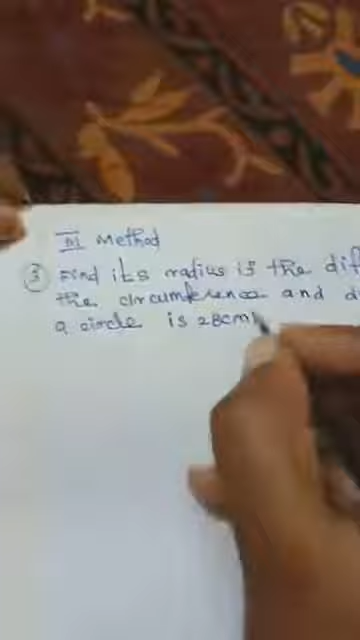 III Method
③ Find its radius if the dif
the circumference and d
a circle is 28cm